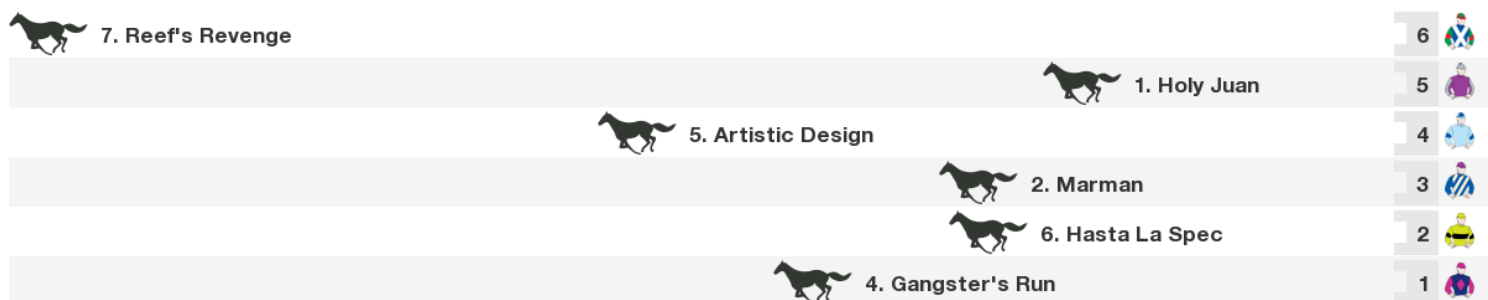 7. Reef's Revenge 6
1. Holy Juan 5
5. Artistic Design 4
2. Marman 3
6. Hasta La Spec 2
4. Gangster's Run 1